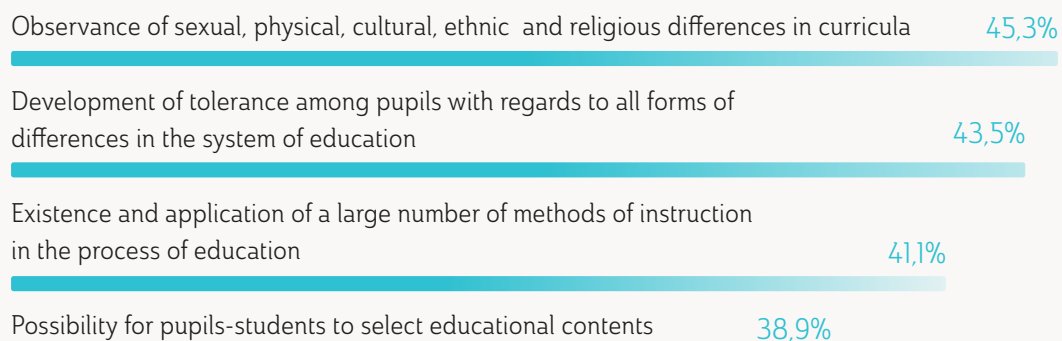 Observance of sexual, physical, cultural, ethnic and religious differences in curricula 45,3%
Development of tolerance among pupils with regards to all forms of
differences in the system of education 43,5%
Existence and application of a large number of methods of instruction
in the process of education 41,1%
Possibility for pupils-students to select educational contents 38,9%